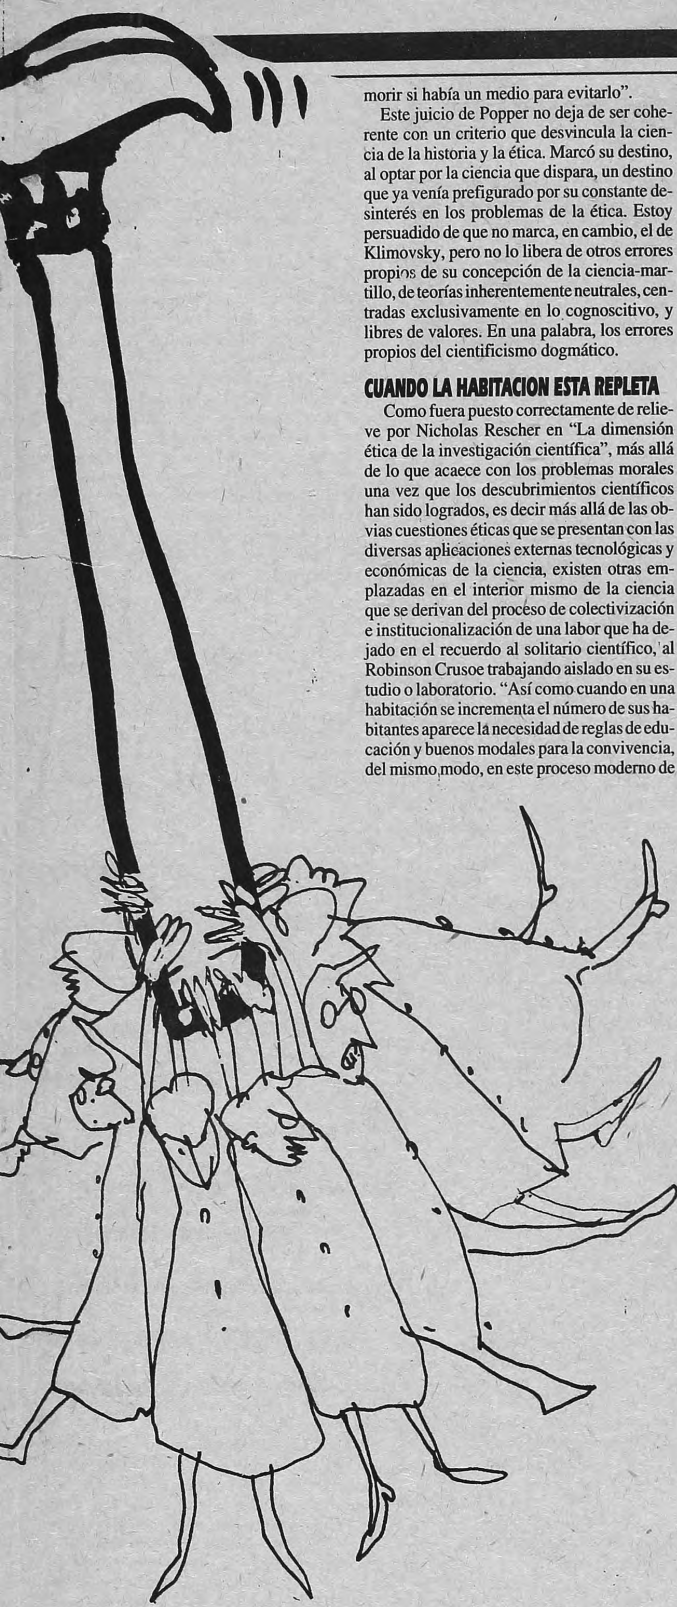 morir si había un medio para evitarlo”.
Este juicio de Popper no deja de ser cohe-
rente con un criterio que desvincula la cien-
cia de la historia y la ética. Marcó su destino,
al optar por la ciencia que dispara, un destino
que ya venía prefigurado por su constante de-
sinterés en los problemas de la ética. Estoy
persuadido de que no marca, en cambio, el de
Klimovsky, pero no lo libera de otros errores
propios de su concepción de la ciencia-mar-
tillo, de teorías inherentemente neutrales, cen-
tradas exclusivamente en lo cognoscitivo, y
libres de valores. En una palabra, los errores
propios del cientificismo dogmático.
CUANDO LA HABITACION ESTA REPLETA
Como fuera puesto correctamente de relie-
ve por Nicholas Rescher en “La dimensión
ética de la investigación científica”, más allá
de lo que acaece con los problemas morales
una vez que los descubrimientos científicos
han sido logrados, es decir más allá de las ob-
vias cuestiones éticas que se presentan con las
diversas aplicaciones externas tecnológicas y
económicas de la ciencia, existen otras em-
plazadas en el interior mismo de la ciencia
que se derivan del proceso de colectivización
e institucionalización de una labor que ha de-
jado en el recuerdo al solitario científico, al
Robinson Crusoe trabajando aislado en su es-
tudio o laboratorio. “Así como cuando en una
habitación se incrementa el número de sus ha-
bitantes aparece la necesidad de reglas de edu-
cación y buenos modales para la convivencia,
del mismo modo, en este proceso moderno de